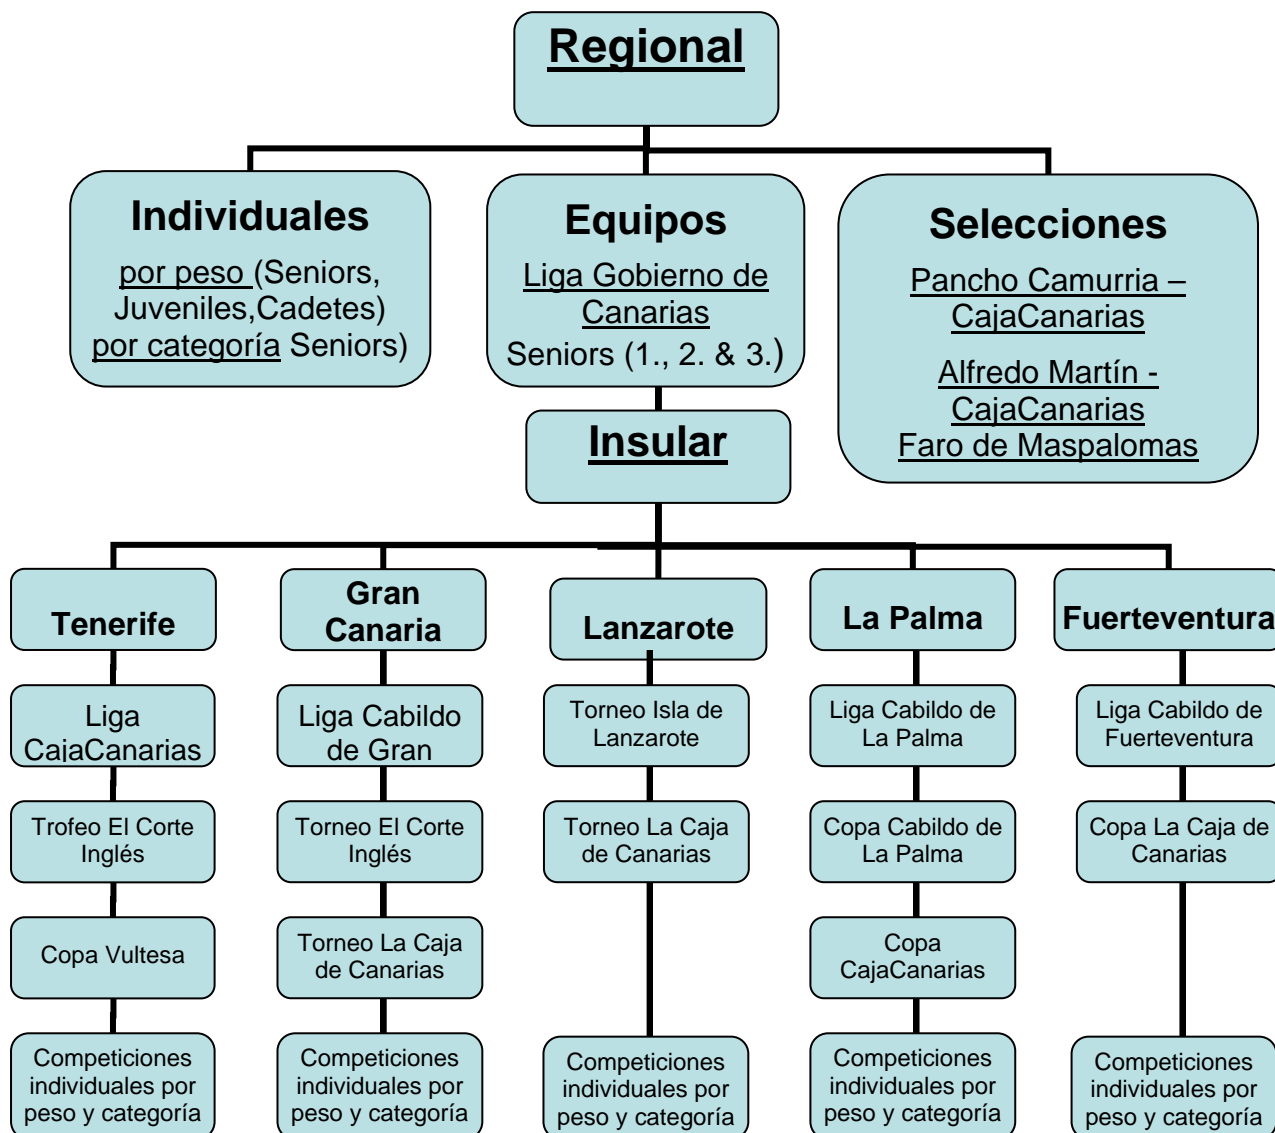 Regional
Individuales
por peso (Seniors,
Juveniles,Cadetes)
por categoría Seniors)
Equipos
Liga Gobierno de
Canarias
Seniors (1., 2. & 3.)
Selecciones
Pancho Camurria –
CajaCanarias
Alfredo Martín -
CajaCanarias
Faro de Maspalomas
Insular
Tenerife
Gran
Canaria
Lanzarote
La Palma
Fuerteventura
Liga
CajaCanarias
Liga Cabildo
de Gran
Torneo Isla de
Lanzarote
Liga Cabildo de
La Palma
Liga Cabildo de
Fuerteventura
Trofeo El Corte
Inglés
Torneo El Corte
Inglés
Torneo La Caja
de Canarias
Copa Cabildo de
La Palma
Copa La Caja de
Canarias
Copa Vultesa
Torneo La Caja
de Canarias
Copa
CajaCanarias
Competiciones
individuales por
peso y categoría
Competiciones
individuales por
peso y categoría
Competiciones
individuales por
peso y categoría
Competiciones
individuales por
peso y categoría
Competiciones
individuales por
peso y categoría